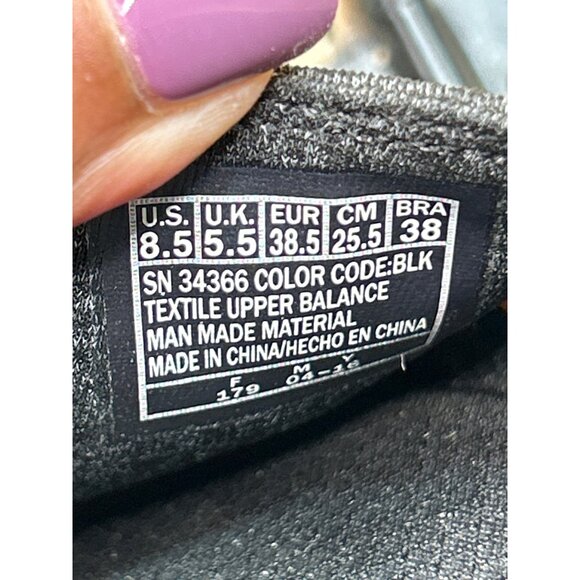 U.S. U.K. EUR CM BRA
8.5 5.5 38.5 25.5 38
SN 34366 COLOR CODE:BLK
TEXTILE UPPER BALANCE
MAN MADE MATERIAL
MADE IN CHINA/HECHO EN CHINA
F M Y
179 04-16